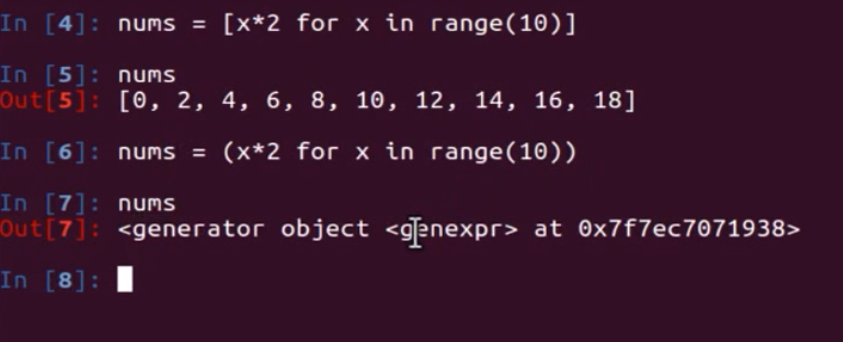 In [4]: nums = [x*2 for x in range(10)]
In [5]: nums
Out[5]: [0, 2, 4, 6, 8, 10, 12, 14, 16, 18]
In [6]: nums = (x*2 for x in range(10))
In [7]: nums
Out[7]: <generator object <genexpr> at 0x7f7ec7071938>
In [8]: